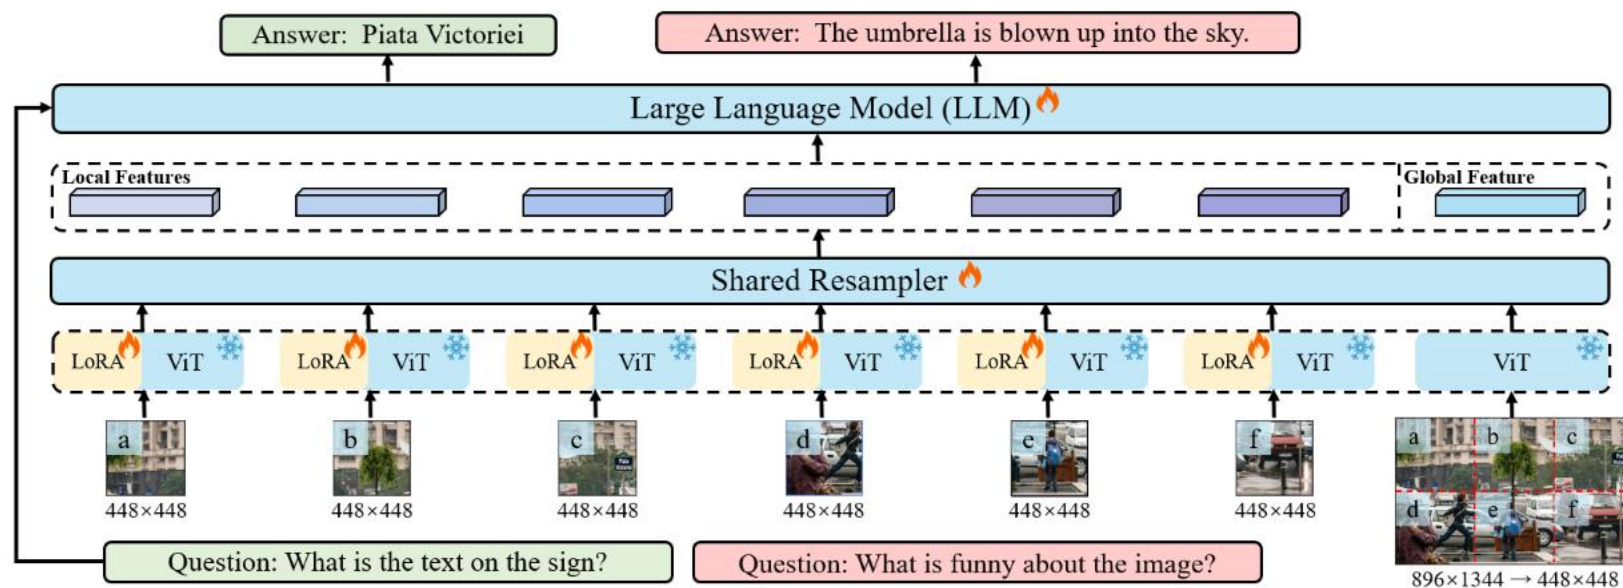 Answer: Piata Victoriei
Answer: The umbrella is blown up into the sky.
Large Language Model (LLM)
Local Features
Global Feature
Shared Resampler
LoRA ViT LoRA ViT LoRA ViT LoRA ViT LoRA ViT LoRA ViT ViT
a b c d e f
a b c
d e f
448×448 448×448 448×448 448×448 448×448 448×448
Question: What is the text on the sign?
Question: What is funny about the image?
896×1344 → 448×448